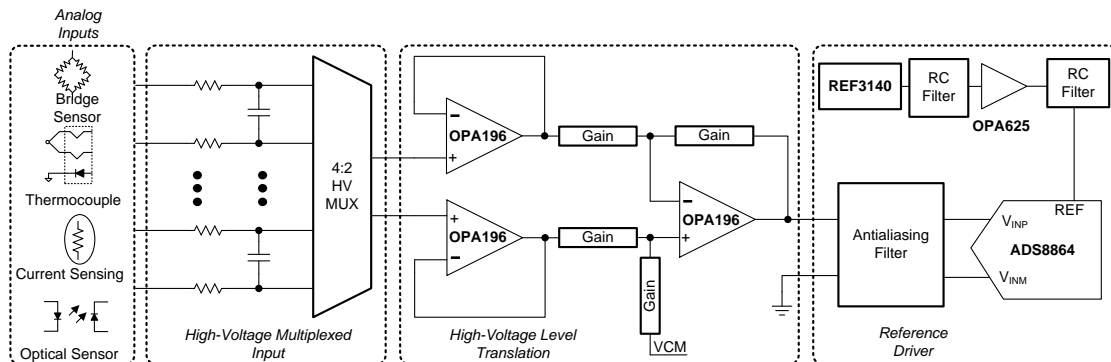 Analog
Inputs
Bridge
Sensor
Thermocouple
Current Sensing
Optical Sensor
4:2
HV
MUX
High-Voltage Multiplexed
Input
OPA196
OPA196
Gain
Gain
Gain
Gain
OPA196
VCM
High-Voltage Level
Translation
REF3140
RC
Filter
OPA625
RC
Filter
Antialiasing
Filter
REF
VINP
ADS8864
VINM
Reference
Driver